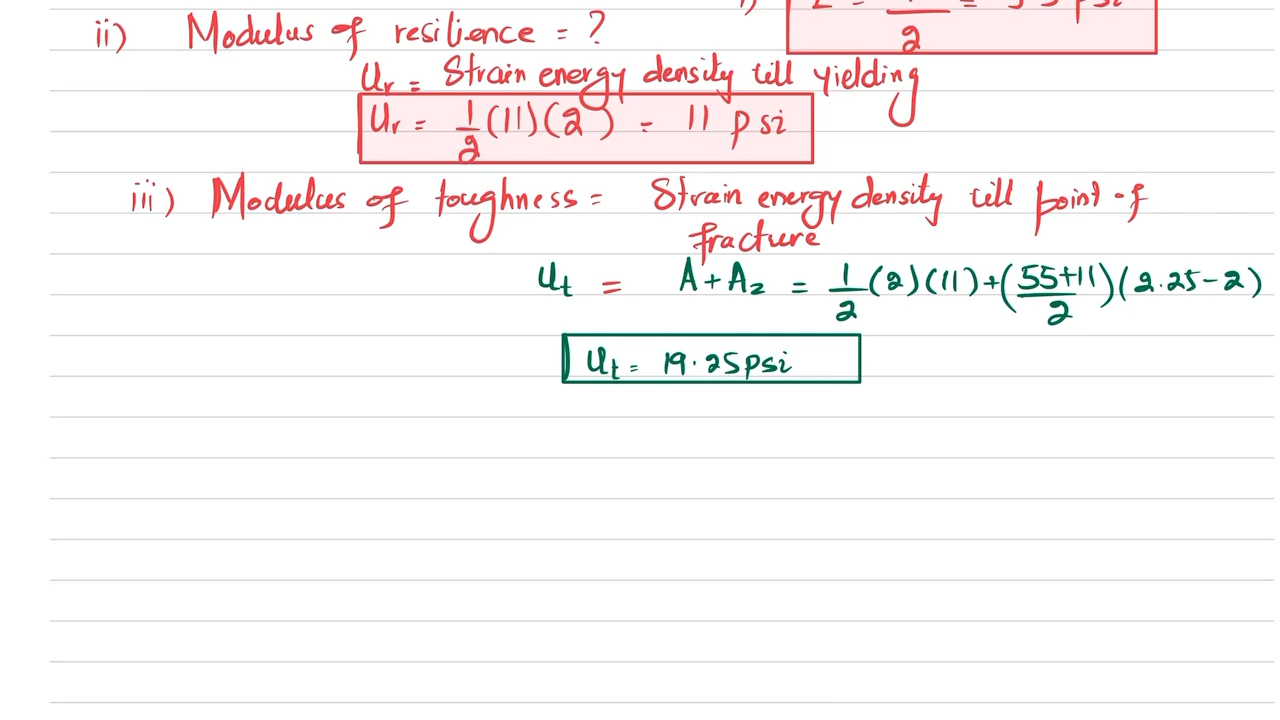 ii) Modulus of resilience = ?
2
Ur = Strain energy density till yielding
Ur = 1/2 (11)(2) = 11 psi
iii) Modulus of toughness = Strain energy density till point of
fracture
Ut = A + A2 = 1/2 (2)(11) + (55+11/2)(2.25-2)
Ut = 19.25 psi